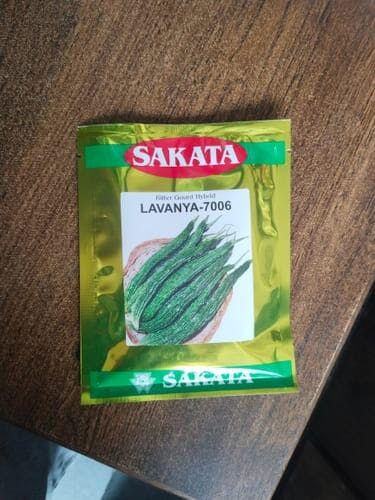 SAKATA
Bitter Gourd Hybrid
LAVANYA-7006
SAKATA